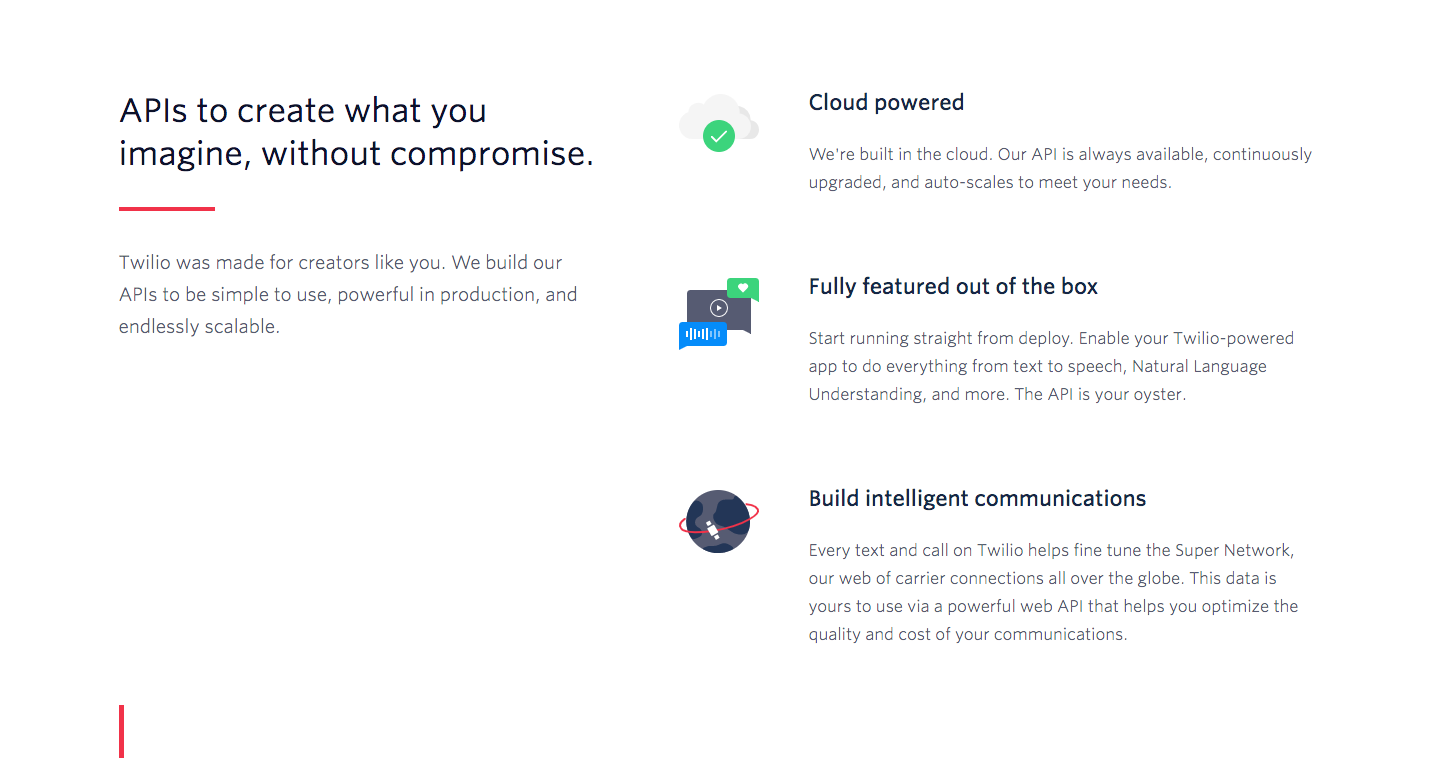 APIs to create what you
imagine, without compromise.
Twilio was made for creators like you. We build our
APIs to be simple to use, powerful in production, and
endlessly scalable.
Cloud powered
We're built in the cloud. Our API is always available, continuously
upgraded, and auto-scales to meet your needs.
Fully featured out of the box
Start running straight from deploy. Enable your Twilio-powered
app to do everything from text to speech, Natural Language
Understanding, and more. The API is your oyster.
Build intelligent communications
Every text and call on Twilio helps fine tune the Super Network,
our web of carrier connections all over the globe. This data is
yours to use via a powerful web API that helps you optimize the
quality and cost of your communications.